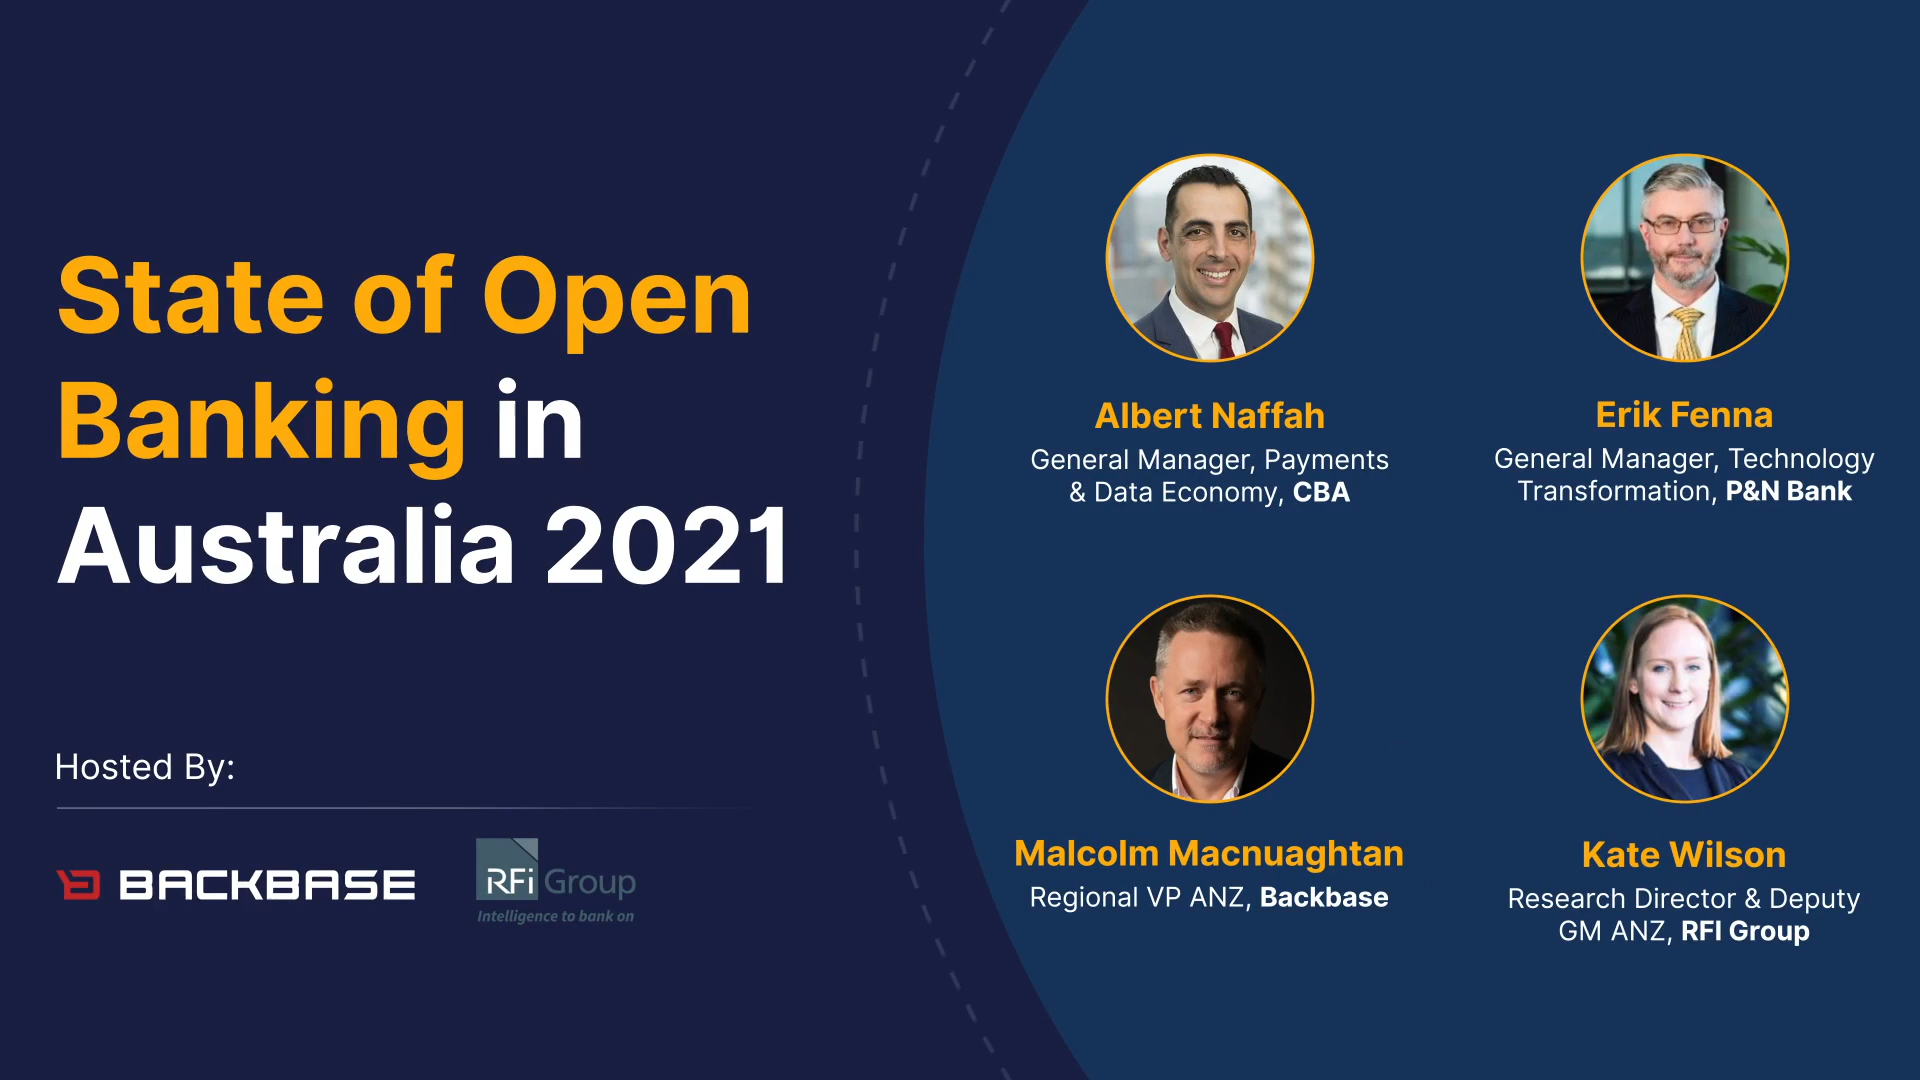 State of Open
Banking in
Australia 2021
Hosted By:
BACKBASE
RFi Group
Intelligence to bank on
Albert Naffah
General Manager, Payments
& Data Economy, CBA
Erik Fenna
General Manager, Technology
Transformation, P&N Bank
Malcolm Macnuaghtan
Regional VP ANZ, Backbase
Kate Wilson
Research Director & Deputy
GM ANZ, RFI Group